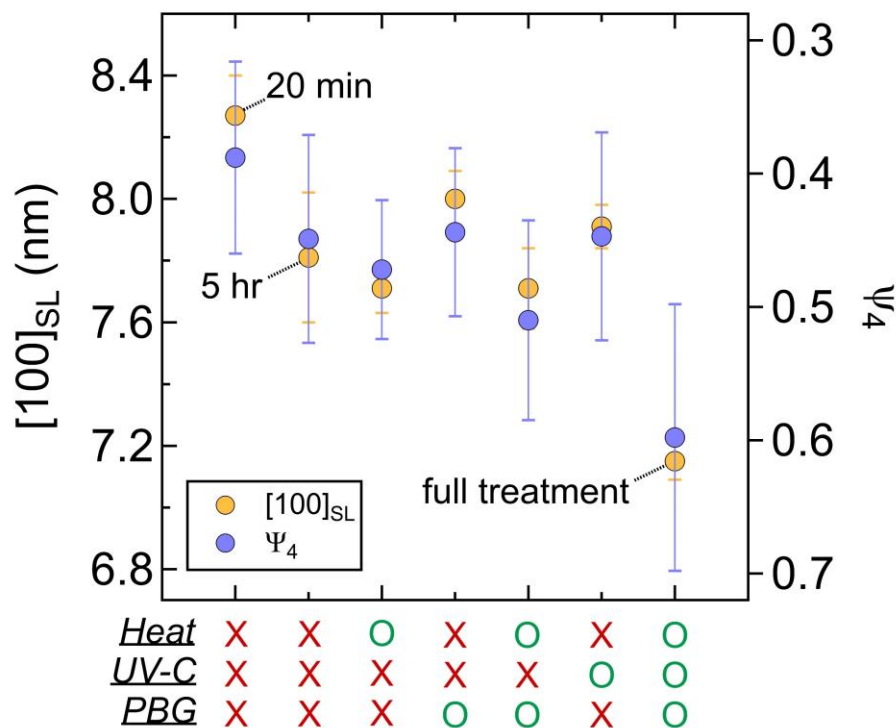 8.4
8.0
7.6
7.2
6.8
[100]SL (nm)
0.3
0.4
0.5
0.6
0.7
Ψ4
20 min
5 hr
full treatment
[100]SL
Ψ4
Heat X X O X O X O
UV-C X X X X X O O
PBG X X X O O X O